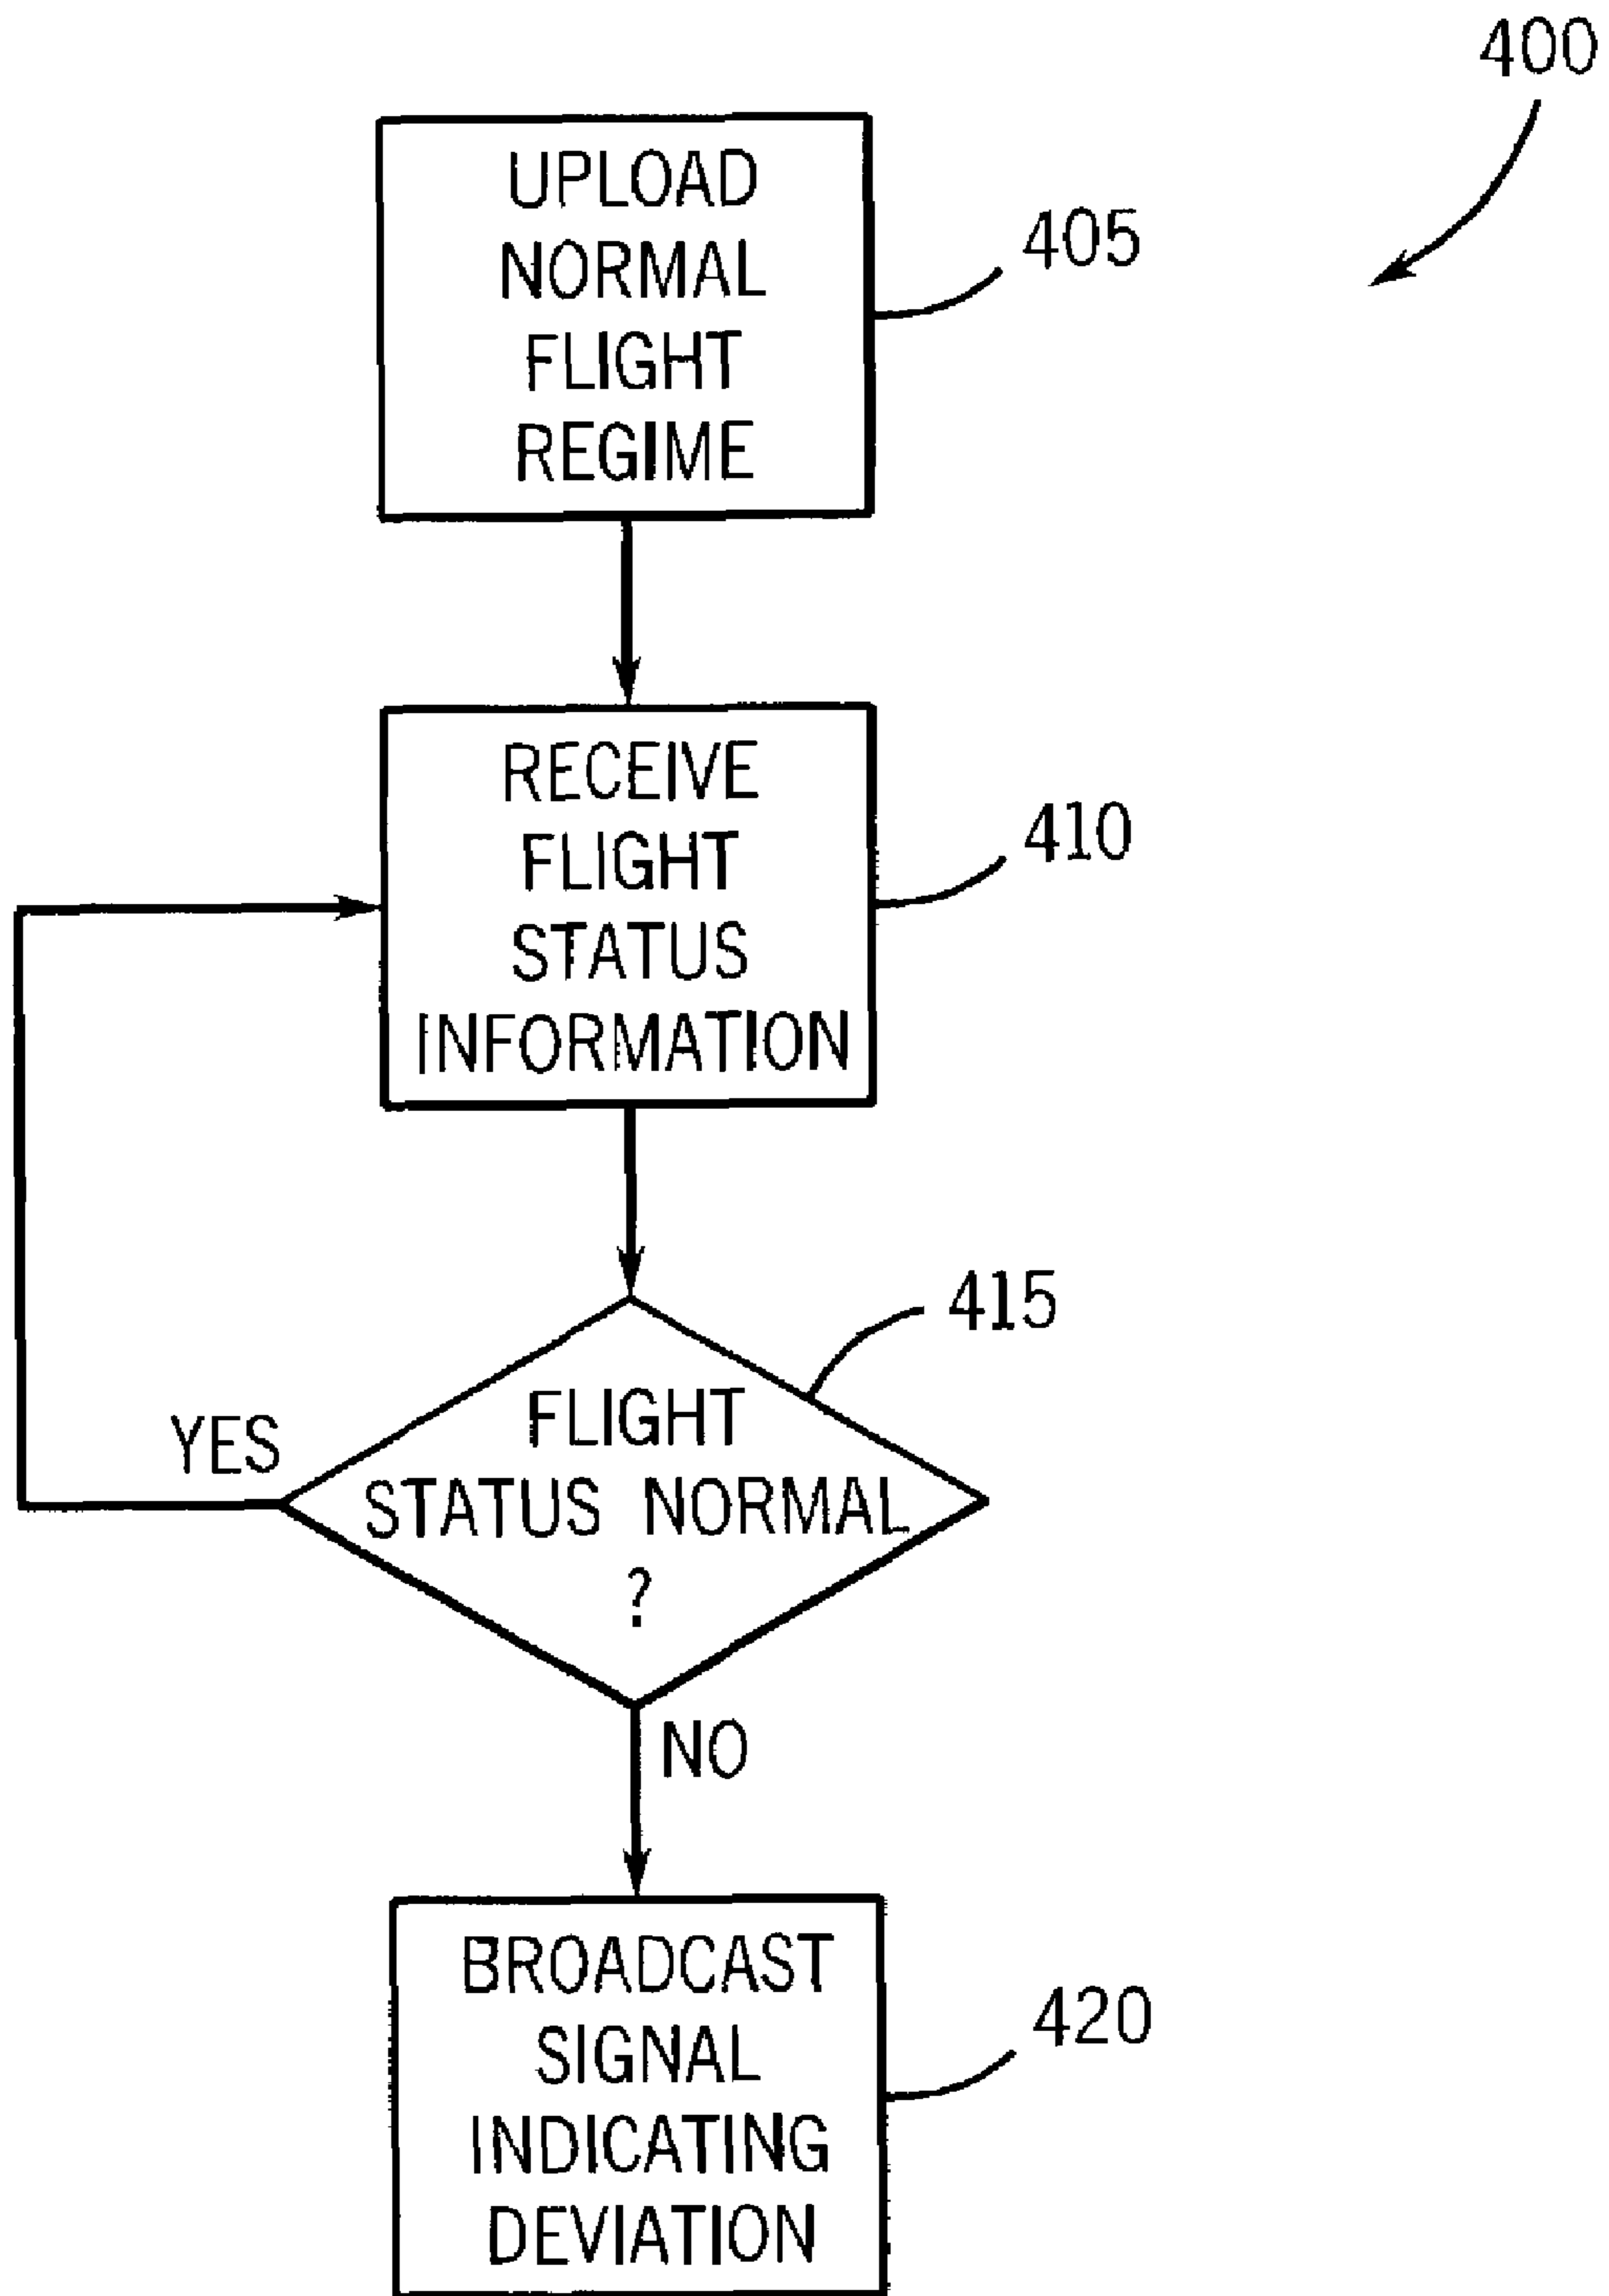 400
UPLOAD
NORMAL
FLIGHT
REGIME
405
RECEIVE
FLIGHT
STATUS
INFORMATION
410
415
FLIGHT
STATUS NORMAL
?
YES
NO
BROADCAST
SIGNAL
INDICATING
DEVIATION
420